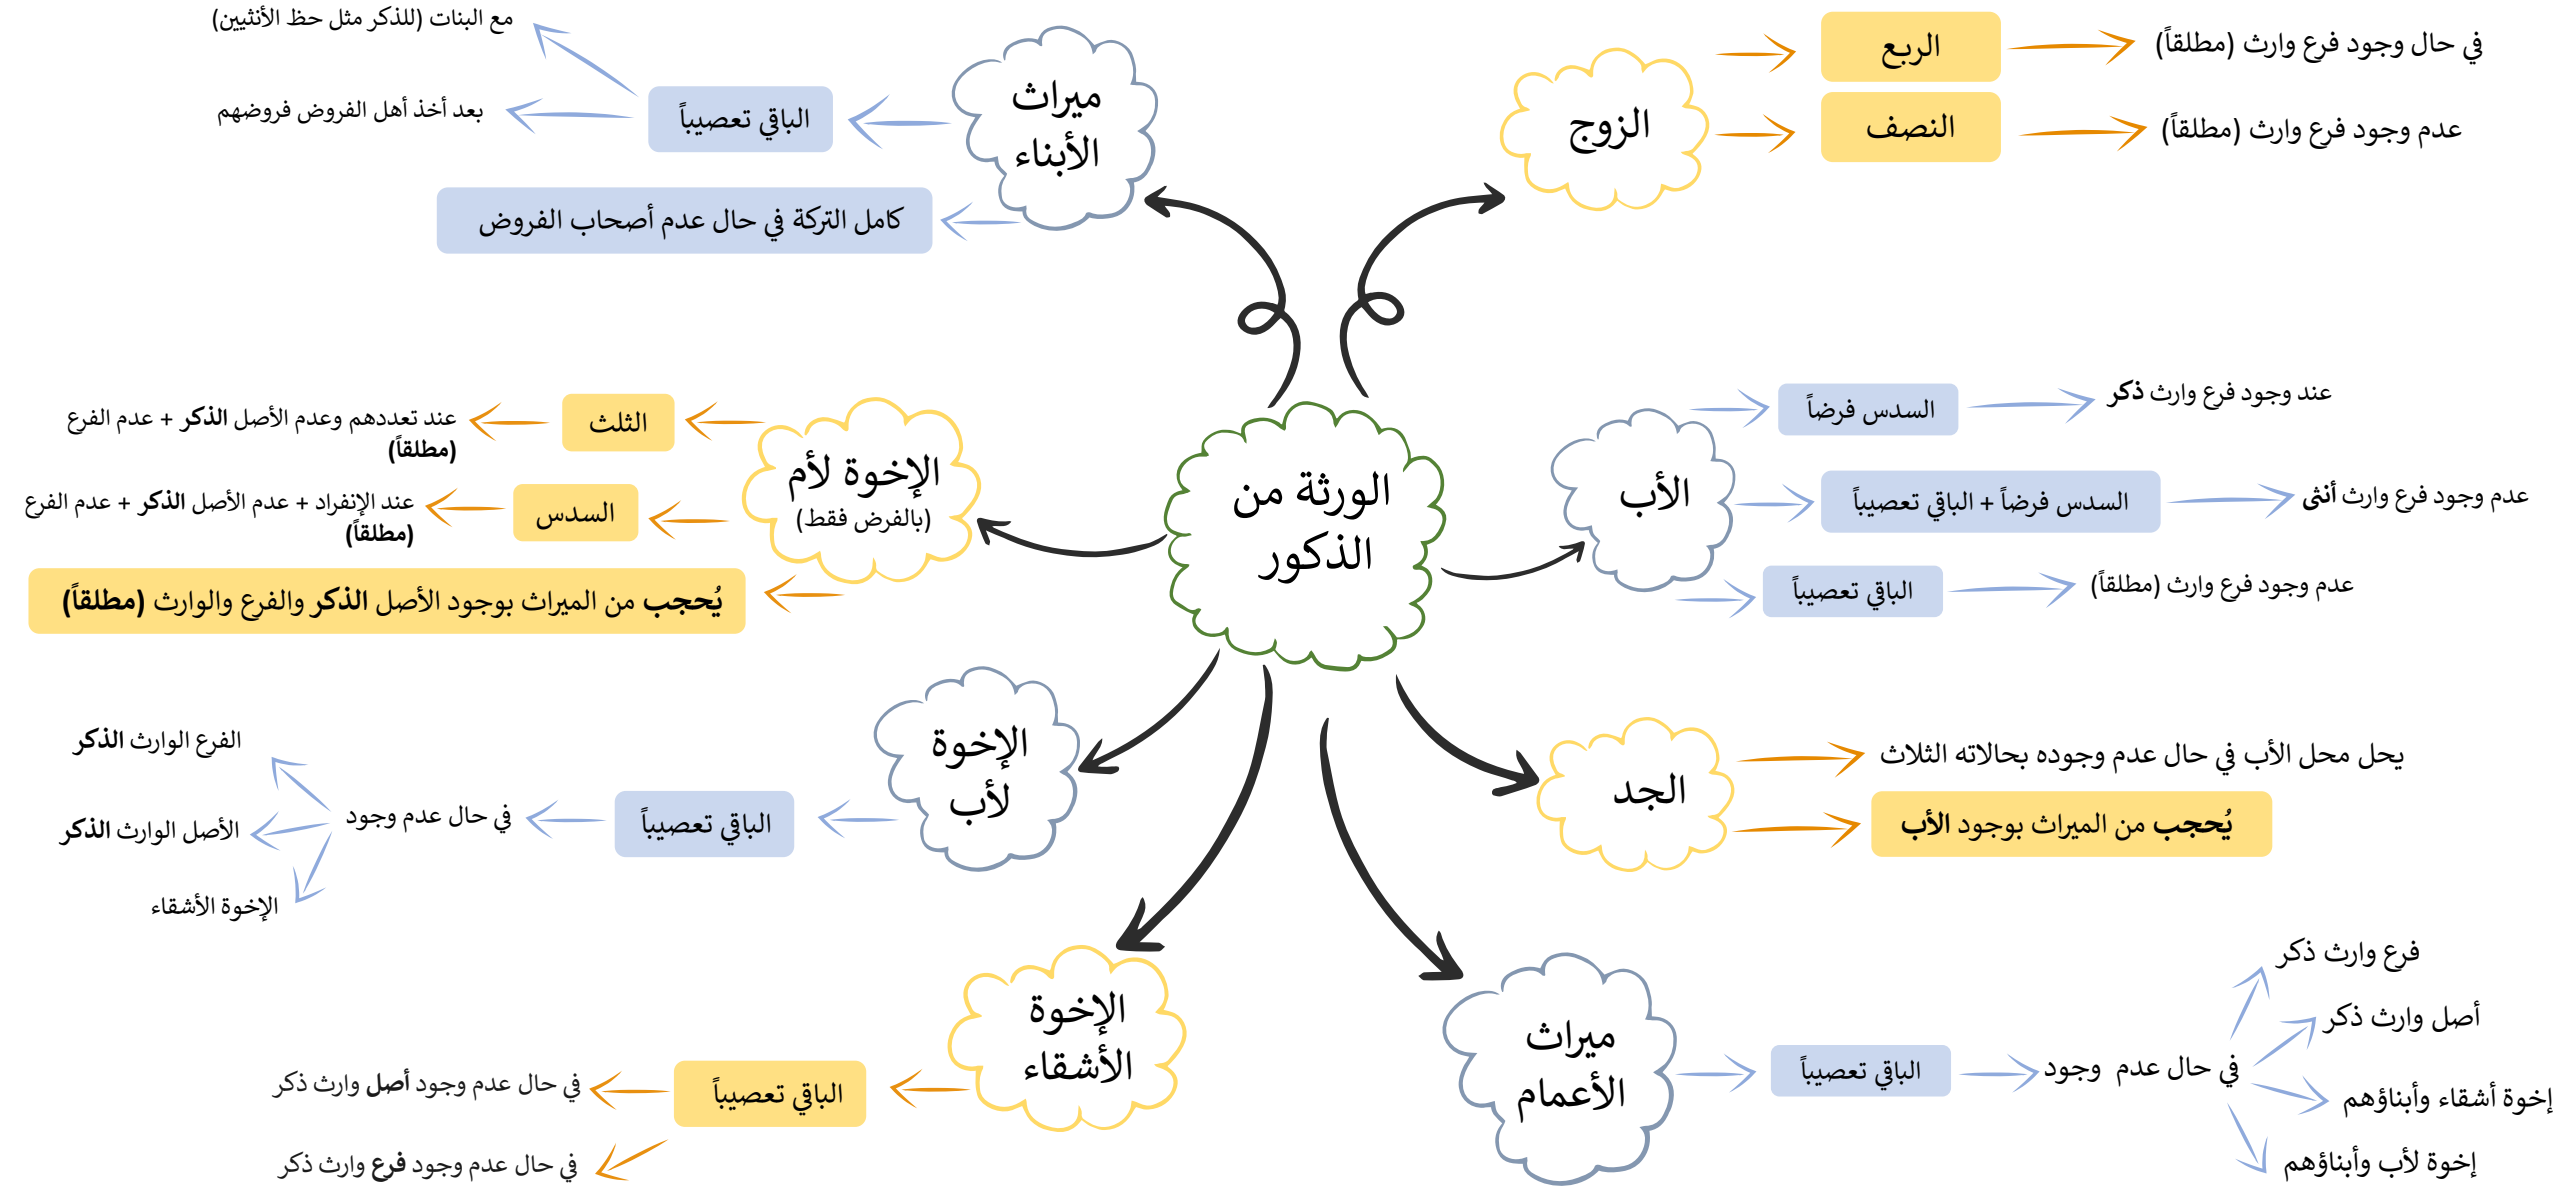 الورثة من
الذكور
الزوج
الربع
في حال وجود فرع وارث (مطلقاً)
النصف
عدم وجود فرع وارث (مطلقاً)
الأب
السدس فرضاً
عند وجود فرع وارث ذكر
السدس فرضاً + الباقي تعصيباً
عدم وجود فرع وارث أنثى
الباقي تعصيباً
عدم وجود فرع وارث (مطلقاً)
الجد
يحل محل الأب في حال عدم وجوده بحالاته الثلاث
يُحجب من الميراث بوجود الأب
ميراث
الأعمام
الباقي تعصيباً
في حال عدم وجود
فرع وارث ذكر
أصل وارث ذكر
إخوة أشقاء وأبناؤهم
إخوة لأب وأبناؤهم
ميراث
الأبناء
الباقي تعصيباً
مع البنات (للذكر مثل حظ الأنثيين)
بعد أخذ أهل الفروض فروضهم
كامل التركة في حال عدم أصحاب الفروض
الإخوة لأم
(بالفرض فقط)
الثلث
عند تعددهم وعدم الأصل الذكر + عدم الفرع
(مطلقاً)
السدس
عند الإنفراد + عدم الأصل الذكر + عدم الفرع
(مطلقاً)
يُحجب من الميراث بوجود الأصل الذكر والفرع والوارث (مطلقاً)
الإخوة
لأب
الباقي تعصيباً
في حال عدم وجود
الفرع الوارث الذكر
الأصل الوارث الذكر
الإخوة الأشقاء
الإخوة
الأشقاء
الباقي تعصيباً
في حال عدم وجود أصل وارث ذكر
في حال عدم وجود فرع وارث ذكر